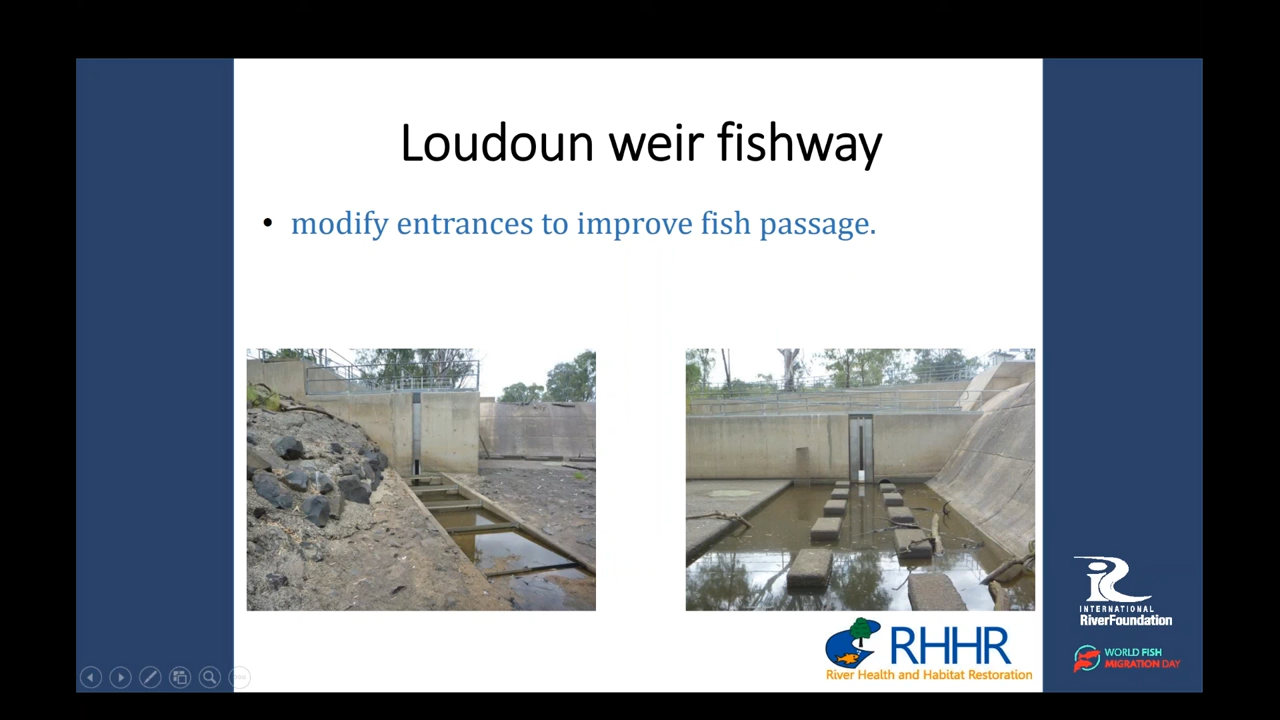 Loudoun weir fishway
• modify entrances to improve fish passage.
RHHR
River Health and Habitat Restoration
INTERNATIONAL
RiverFoundation
WORLD FISH
MIGRATION DAY